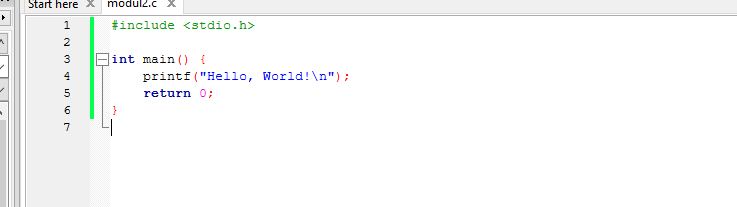 Start here X modul2.c X
1 #include <stdio.h>
2
3 int main() {
4 printf("Hello, World!\n");
5 return 0;
6 }
7